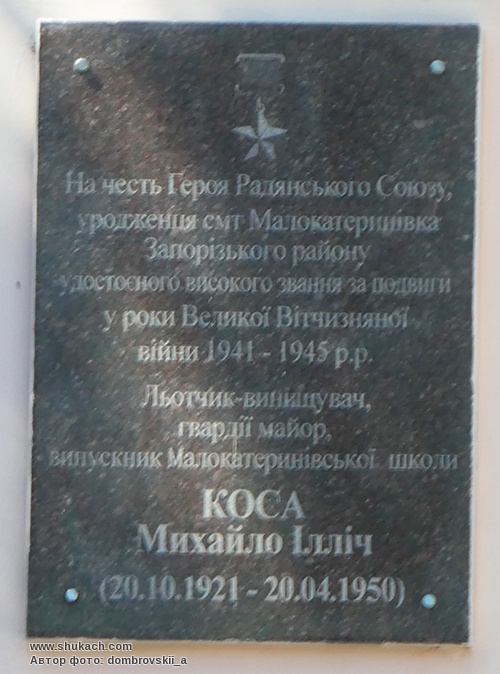 На честь Героя Радянського Союзу,
уродженця смт Малокатеринівка
Запорізького району
удостоєного високого звання за подвиги
у роки Великої Вітчизняної
війни 1941 - 1945 р.р.
Льотчик-винищувач,
гвардії майор,
випускник Малокатеринівської школи
КОСА
Михайло Ілліч
(20.10.1921 - 20.04.1950)
www.shukach.com
Автор фото: dombrovskii_a